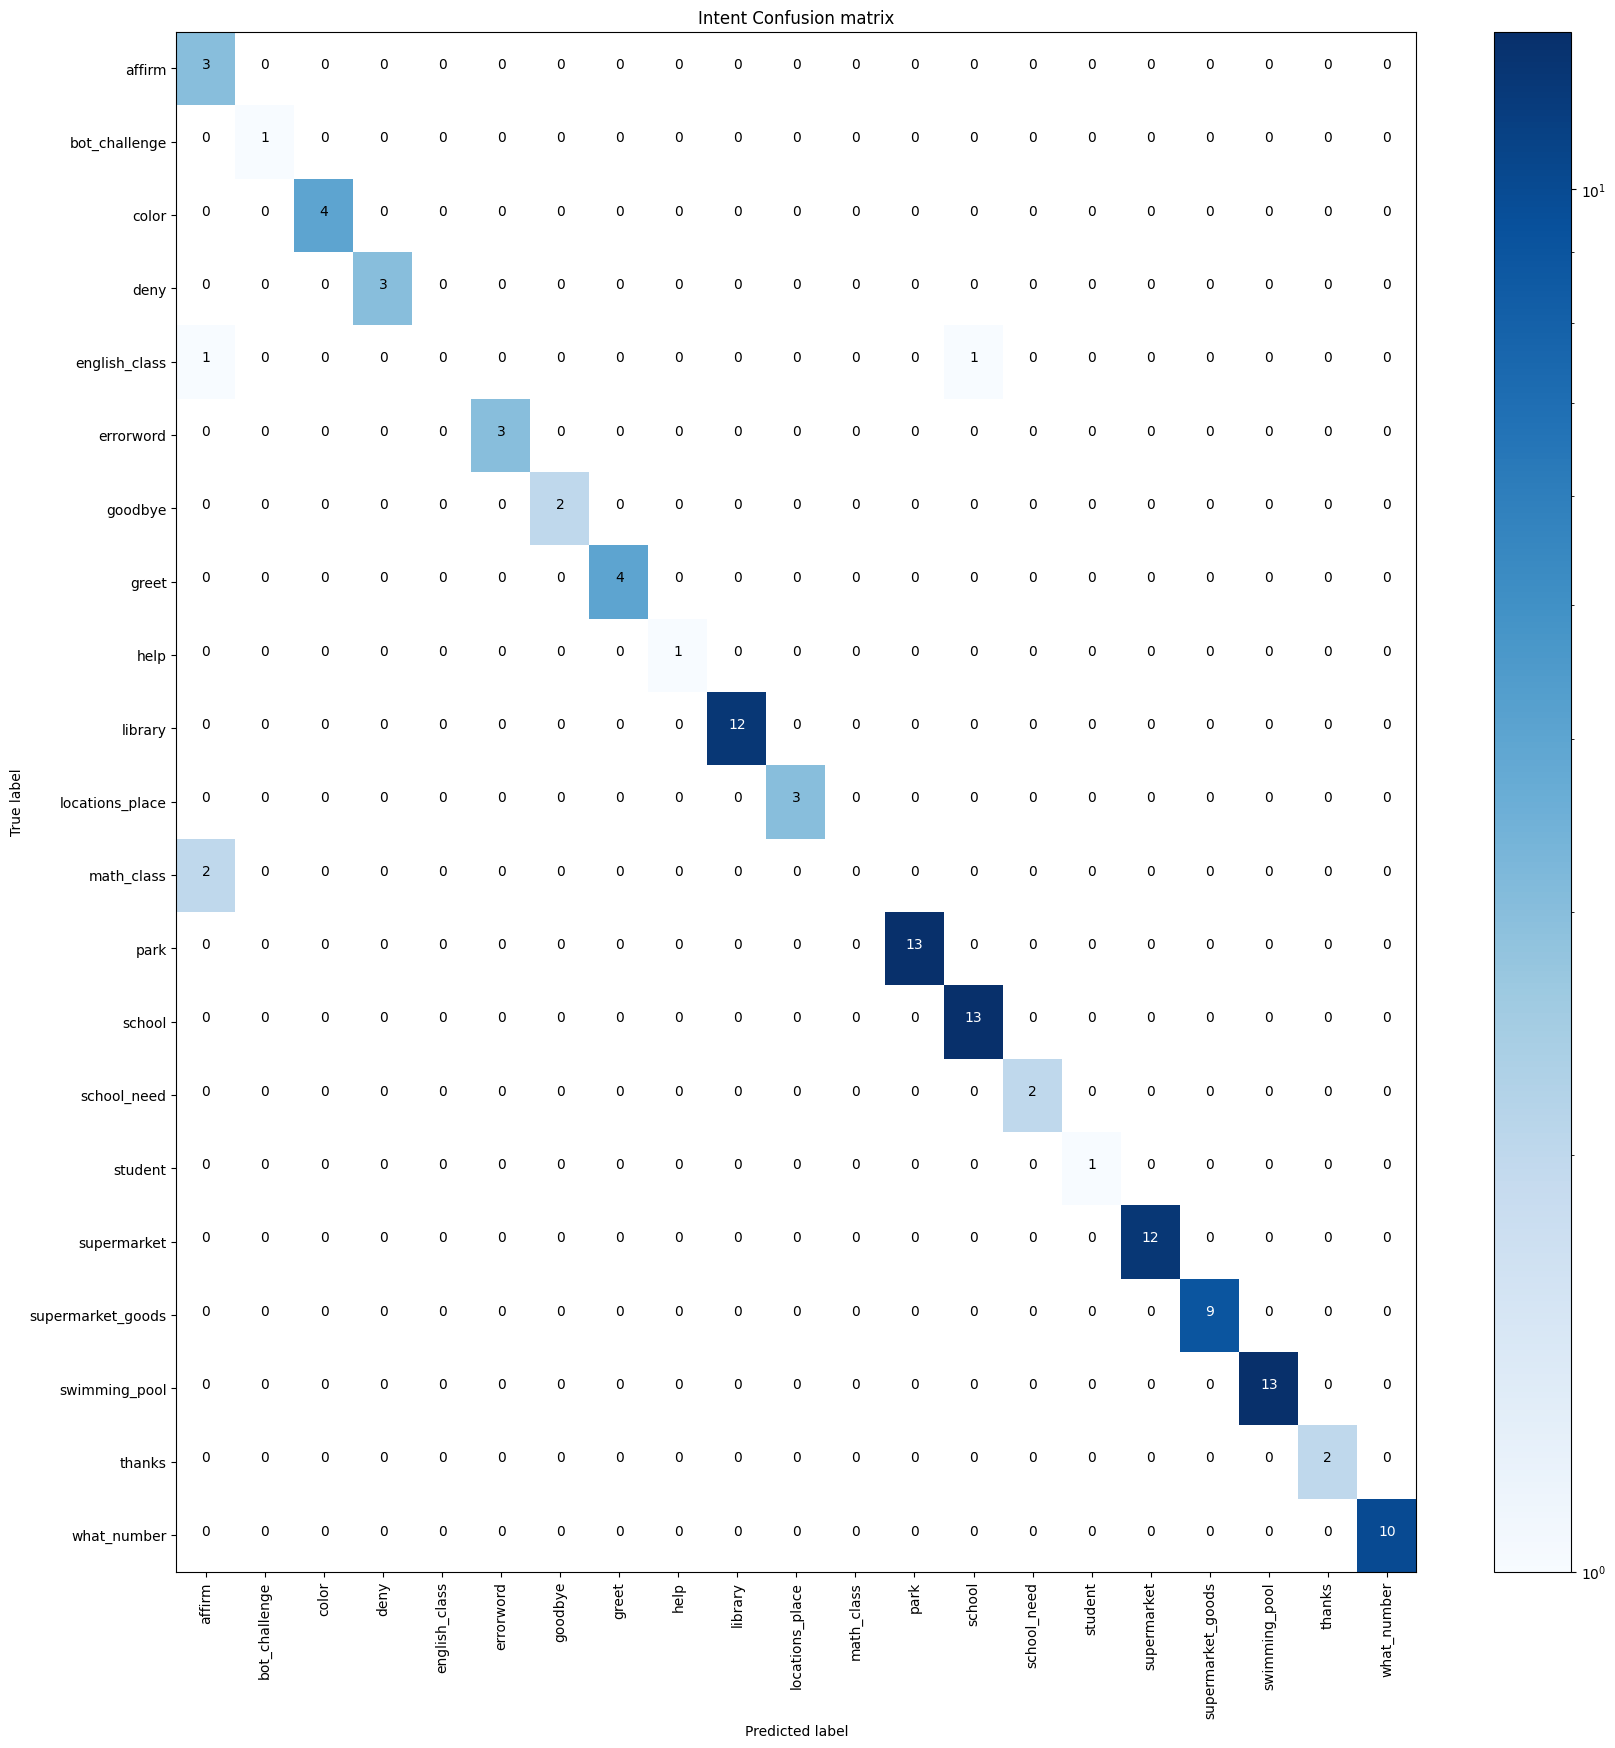 Intent Confusion matrix
affirm 3 0 0 0 0 0 0 0 0 0 0 0 0 0 0 0 0 0 0 0 0
bot_challenge 0 1 0 0 0 0 0 0 0 0 0 0 0 0 0 0 0 0 0 0 0
color 0 0 4 0 0 0 0 0 0 0 0 0 0 0 0 0 0 0 0 0 0
deny 0 0 0 3 0 0 0 0 0 0 0 0 0 0 0 0 0 0 0 0 0
english_class 1 0 0 0 0 0 0 0 0 0 0 0 0 1 0 0 0 0 0 0 0
errorword 0 0 0 0 0 3 0 0 0 0 0 0 0 0 0 0 0 0 0 0 0
goodbye 0 0 0 0 0 0 2 0 0 0 0 0 0 0 0 0 0 0 0 0 0
greet 0 0 0 0 0 0 0 4 0 0 0 0 0 0 0 0 0 0 0 0 0
help 0 0 0 0 0 0 0 0 1 0 0 0 0 0 0 0 0 0 0 0 0
library 0 0 0 0 0 0 0 0 0 12 0 0 0 0 0 0 0 0 0 0 0
locations_place 0 0 0 0 0 0 0 0 0 0 3 0 0 0 0 0 0 0 0 0 0
math_class 2 0 0 0 0 0 0 0 0 0 0 0 0 0 0 0 0 0 0 0 0
park 0 0 0 0 0 0 0 0 0 0 0 0 13 0 0 0 0 0 0 0 0
school 0 0 0 0 0 0 0 0 0 0 0 0 0 13 0 0 0 0 0 0 0
school_need 0 0 0 0 0 0 0 0 0 0 0 0 0 0 2 0 0 0 0 0 0
student 0 0 0 0 0 0 0 0 0 0 0 0 0 0 0 1 0 0 0 0 0
supermarket 0 0 0 0 0 0 0 0 0 0 0 0 0 0 0 0 12 0 0 0 0
supermarket_goods 0 0 0 0 0 0 0 0 0 0 0 0 0 0 0 0 0 9 0 0 0
swimming_pool 0 0 0 0 0 0 0 0 0 0 0 0 0 0 0 0 0 0 13 0 0
thanks 0 0 0 0 0 0 0 0 0 0 0 0 0 0 0 0 0 0 0 2 0
what_number 0 0 0 0 0 0 0 0 0 0 0 0 0 0 0 0 0 0 0 0 10
True label
affirm
bot_challenge
color
deny
english_class
errorword
goodbye
greet
help
library
locations_place
math_class
park
school
school_need
student
supermarket
supermarket_goods
swimming_pool
thanks
what_number
Predicted label
10¹
10⁰